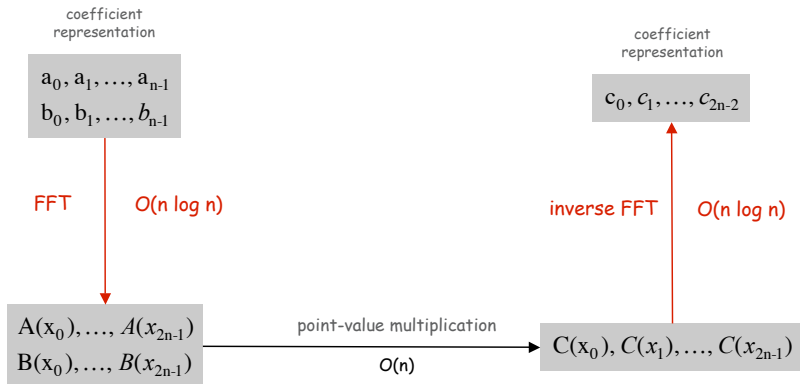 coefficient
representation
a₀, a₁, ..., aₙ₋₁
b₀, b₁, ..., bₙ₋₁
FFT
O(n log n)
A(x₀), ..., A(x₂ₙ₋₁)
B(x₀), ..., B(x₂ₙ₋₁)
point-value multiplication
O(n)
coefficient
representation
c₀, c₁, ..., c₂ₙ₋₂
inverse FFT
O(n log n)
C(x₀), C(x₁), ..., C(x₂ₙ₋₁)